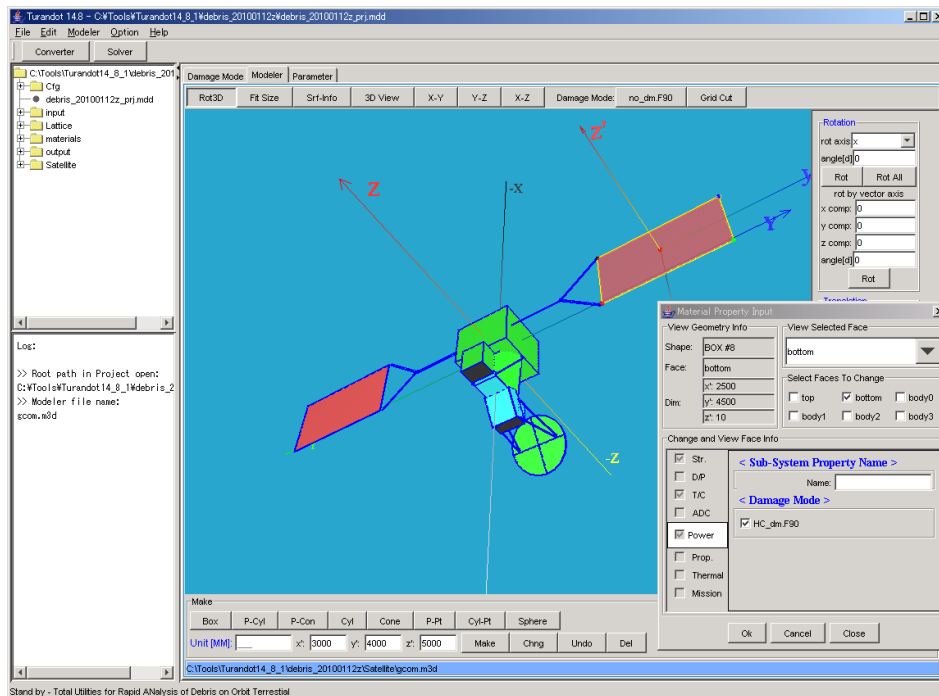 Turandot 14.8 - C:¥Tools¥Turandot14_8_1¥debris_20100112z¥debris_20100112z_prj.mdd
File Edit Modeler Option Help
Converter Solver
C:¥Tools¥Turandot14_8_1¥debris_201
Cfg
debris_20100112z_prj.mdd
input
Lattice
materials
output
Satellite
Log:
>> Root path in Project open:
C:¥Tools¥Turandot14_8_1¥debris_2
>> Modeler file name:
gcom.m3d
Damage Mode Modeler Parameter
Rot3D Fit Size Srf-Info 3D View X-Y Y-Z X-Z Damage Mode: no_dm.F90 Grid Cut
Z'
Z
-X
y
Y
-Z
Rotation
rot axis x
angle[d] 0
Rot Rot All
rot by vector axis
x comp: 0
y comp: 0
z comp: 0
angle[d] 0
Rot
Translation
Material Property Input
View Geometry Info
Shape: BOX #8
Face: bottom
Dim: x': 2500
y': 4500
z': 10
View Selected Face
bottom
Select Faces To Change
top bottom body0
body1 body2 body3
Change and View Face Info
Str.
D/P
T/C
ADC
Power
Prop.
Thermal
Mission
< Sub-System Property Name >
Name:
< Damage Mode >
HC_dm.F90
Ok Cancel Close
Make
Box P-Cyl P-Con Cyl Cone P-Pt Cyl-Pt Sphere
Unit [MM]: ___ x': 3000 y': 4000 z': 5000 Make Chng Undo Del
C:\Tools\Turandot14_8_1\debris_20100112z\Satellite\gcom.m3d
Stand by - Total Utilities for Rapid ANalysis of Debris on Orbit Terrestial